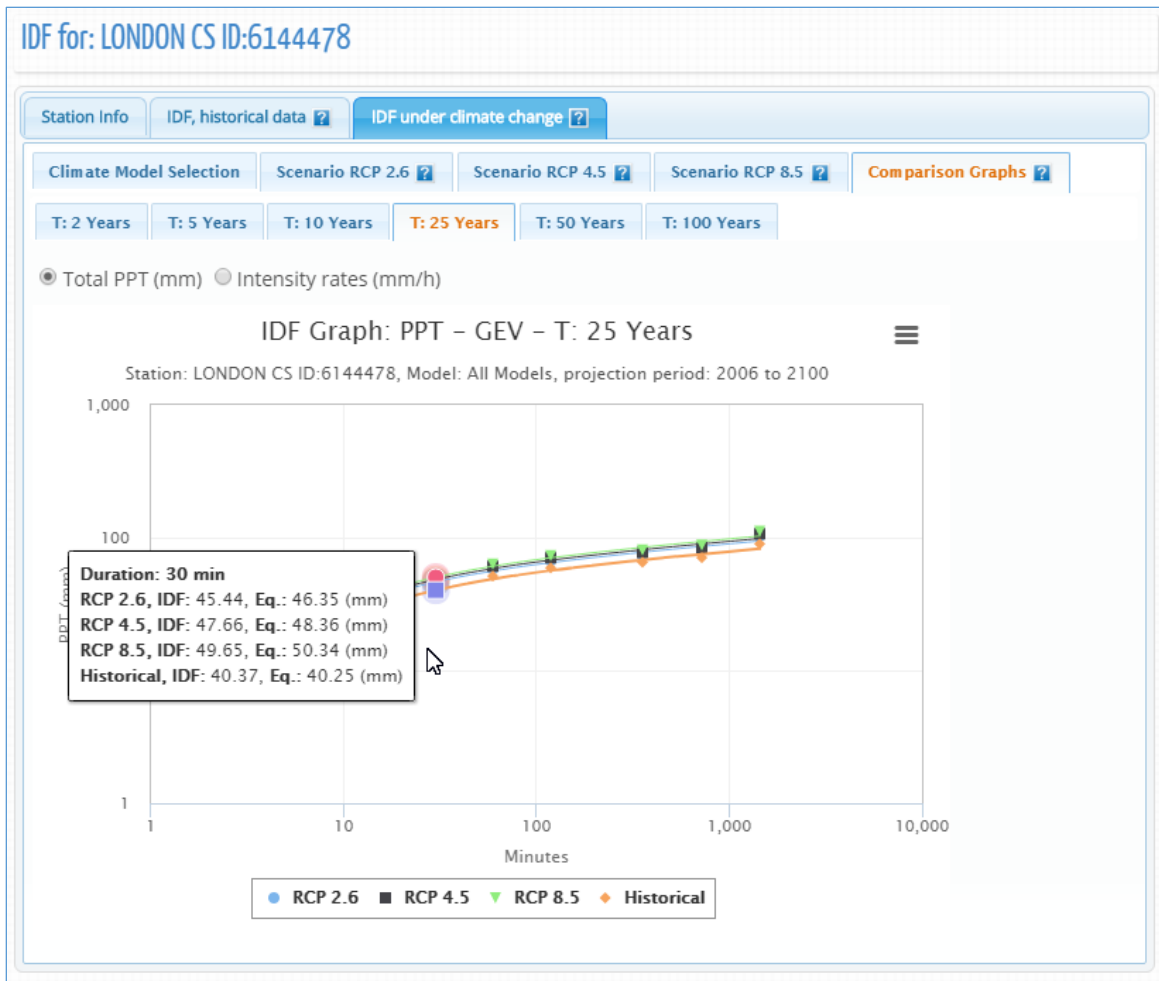 IDF for: LONDON CS ID:6144478
Station Info IDF, historical data ? IDF under climate change ?
Climate Model Selection Scenario RCP 2.6 ? Scenario RCP 4.5 ? Scenario RCP 8.5 ? Comparison Graphs ?
T: 2 Years T: 5 Years T: 10 Years T: 25 Years T: 50 Years T: 100 Years
Total PPT (mm) Intensity rates (mm/h)
IDF Graph: PPT – GEV – T: 25 Years
Station: LONDON CS ID:6144478, Model: All Models, projection period: 2006 to 2100
1,000
100
PPT (mm)
Duration: 30 min
RCP 2.6, IDF: 45.44, Eq.: 46.35 (mm)
RCP 4.5, IDF: 47.66, Eq.: 48.36 (mm)
RCP 8.5, IDF: 49.65, Eq.: 50.34 (mm)
Historical, IDF: 40.37, Eq.: 40.25 (mm)
1
1 10 100 1,000 10,000
Minutes
RCP 2.6 RCP 4.5 RCP 8.5 Historical